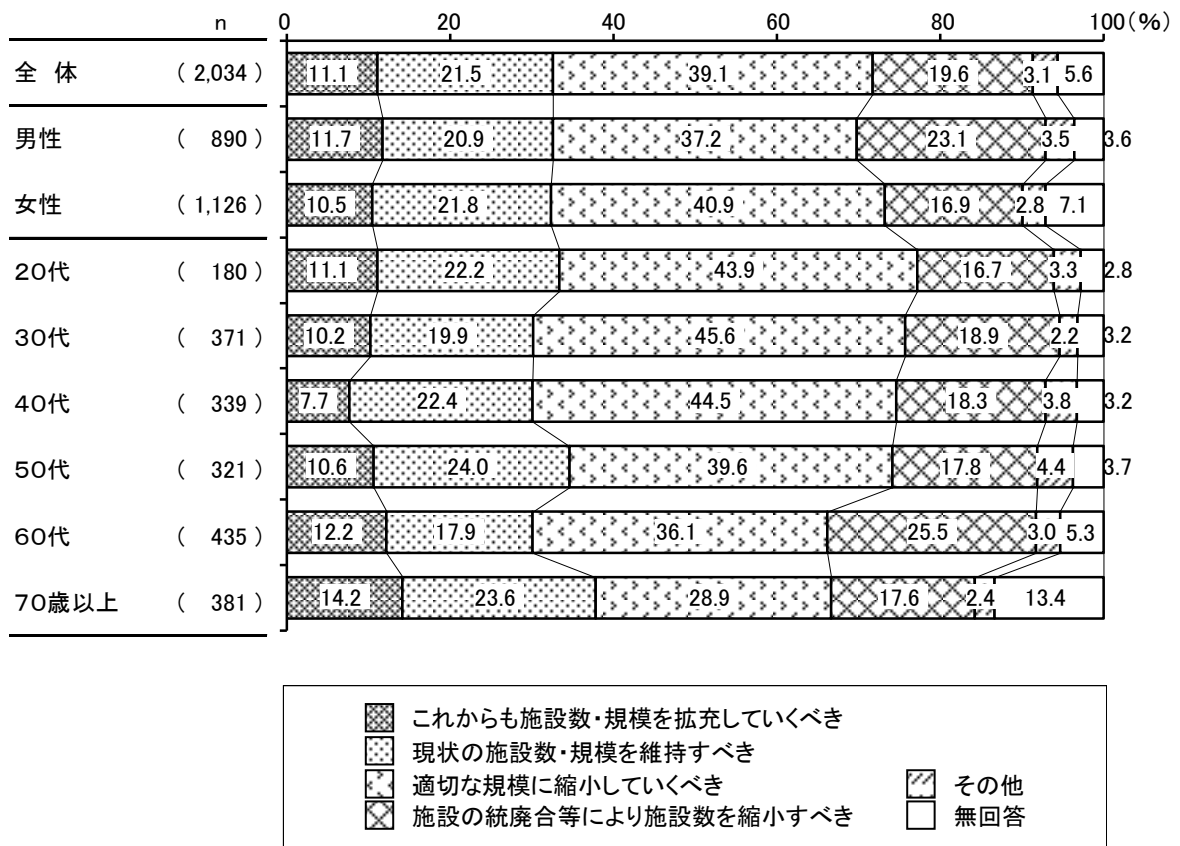 n 0 20 40 60 80 100(%)
全 体 ( 2,034 ) 11.1 21.5 39.1 19.6 3.1 5.6
男性 ( 890 ) 11.7 20.9 37.2 23.1 3.5 3.6
女性 ( 1,126 ) 10.5 21.8 40.9 16.9 2.8 7.1
20代 ( 180 ) 11.1 22.2 43.9 16.7 3.3 2.8
30代 ( 371 ) 10.2 19.9 45.6 18.9 2.2 3.2
40代 ( 339 ) 7.7 22.4 44.5 18.3 3.8 3.2
50代 ( 321 ) 10.6 24.0 39.6 17.8 4.4 3.7
60代 ( 435 ) 12.2 17.9 36.1 25.5 3.0 5.3
70歳以上 ( 381 ) 14.2 23.6 28.9 17.6 2.4 13.4
これからも施設数・規模を拡充していくべき
現状の施設数・規模を維持すべき
適切な規模に縮小していくべき その他
施設の統廃合等により施設数を縮小すべき 無回答